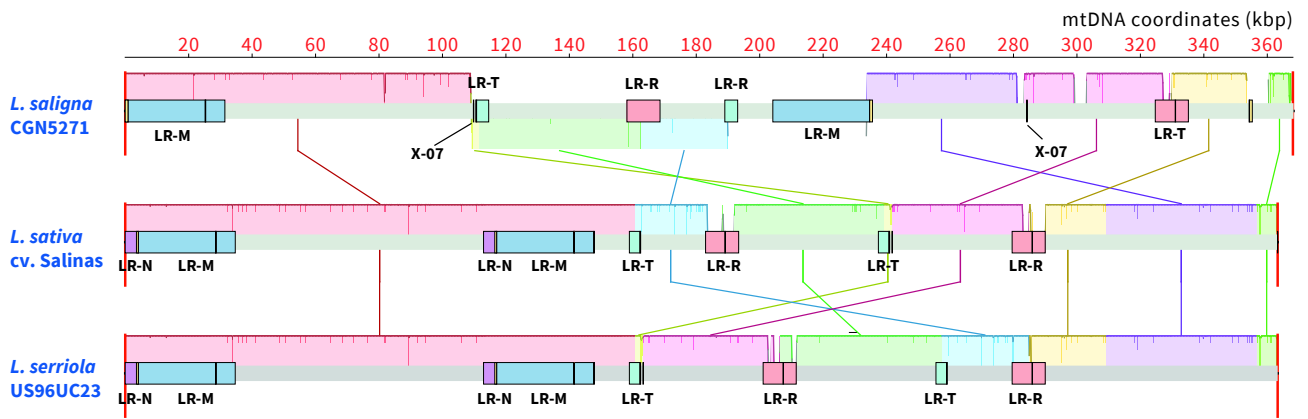 mtDNA coordinates (kbp)
20 40 60 80 100 120 140 160 180 200 220 240 260 280 300 320 340 360
LR-T LR-R LR-R
L. saligna
CGN5271
LR-M LR-M LR-T
X-07 X-07
L. sativa
cv. Salinas
LR-N LR-M LR-N LR-M LR-T LR-R LR-T LR-R
L. serriola
US96UC23
LR-N LR-M LR-N LR-M LR-T LR-R LR-T LR-R